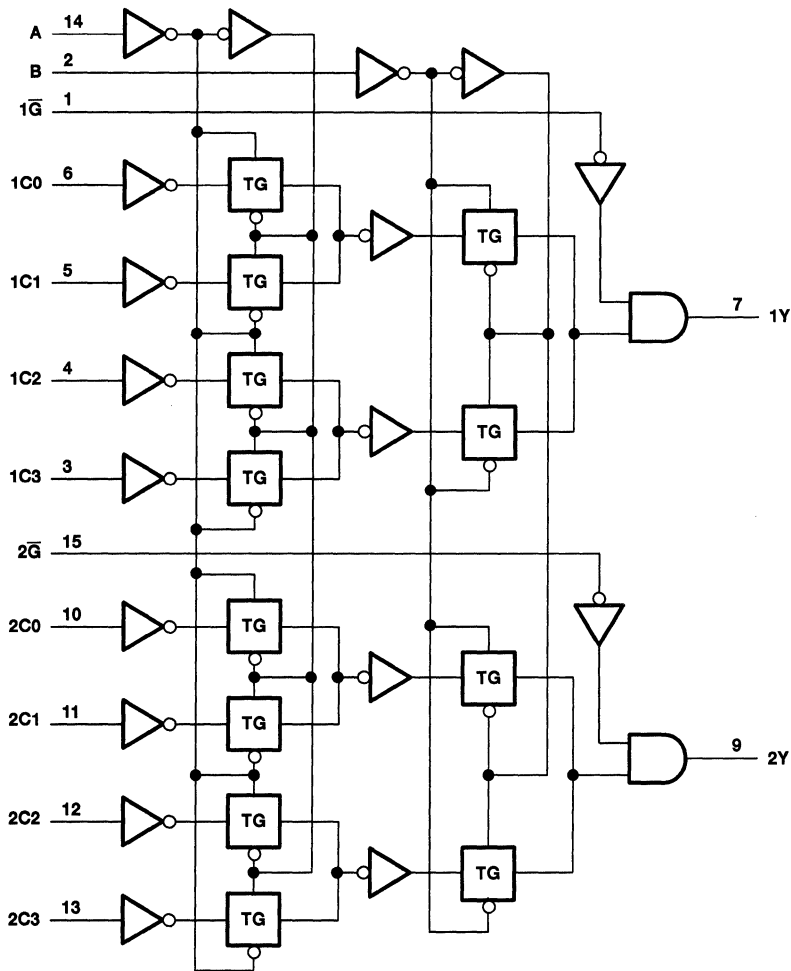 A 14
B 2
1G̅ 1
1C0 6 TG
TG
1C1 5 TG
7 1Y
1C2 4 TG
TG
1C3 3 TG
2G̅ 15
2C0 10 TG
TG
2C1 11 TG
9 2Y
2C2 12 TG
TG
2C3 13 TG